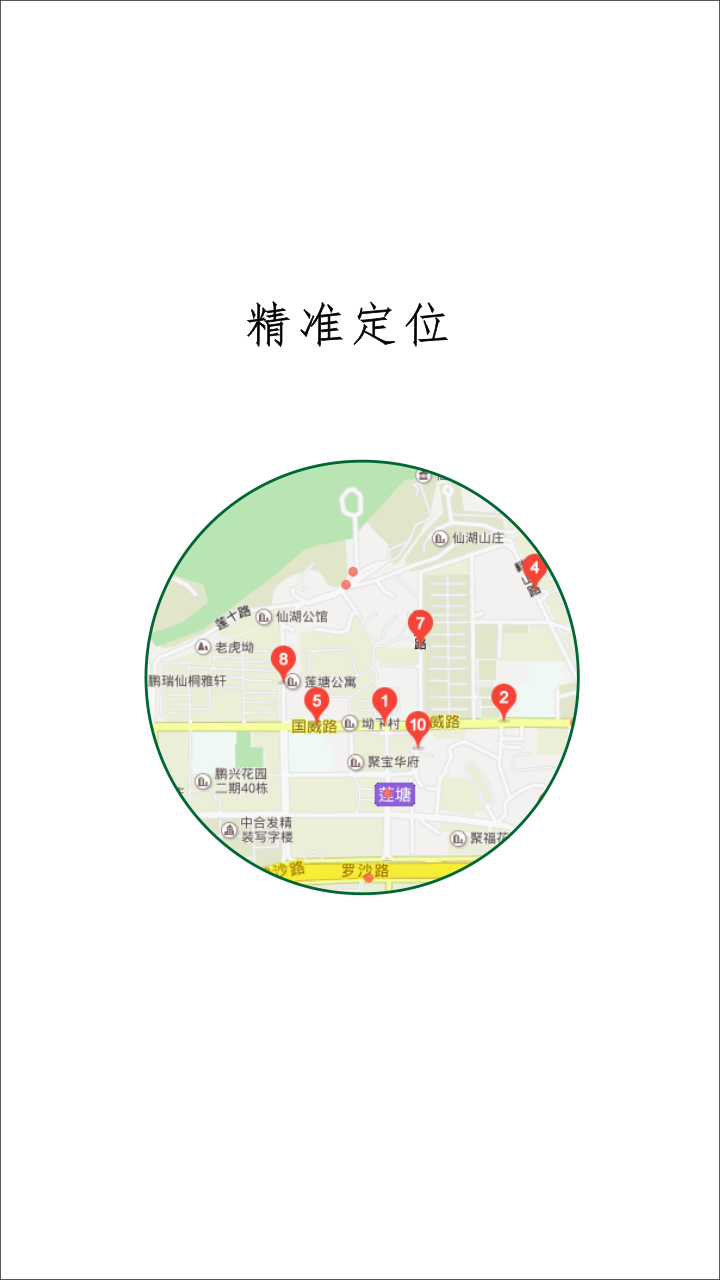 精准定位
仙湖山庄
4
莲十路
仙湖公馆
7
路
老虎坳
8
鹏瑞仙桐雅轩
莲塘公寓
5
1
2
10
国威路
坳下村
威路
聚宝华府
鹏兴花园
二期40栋
莲塘
中合发精
装写字楼
聚福花
沙路
罗沙路